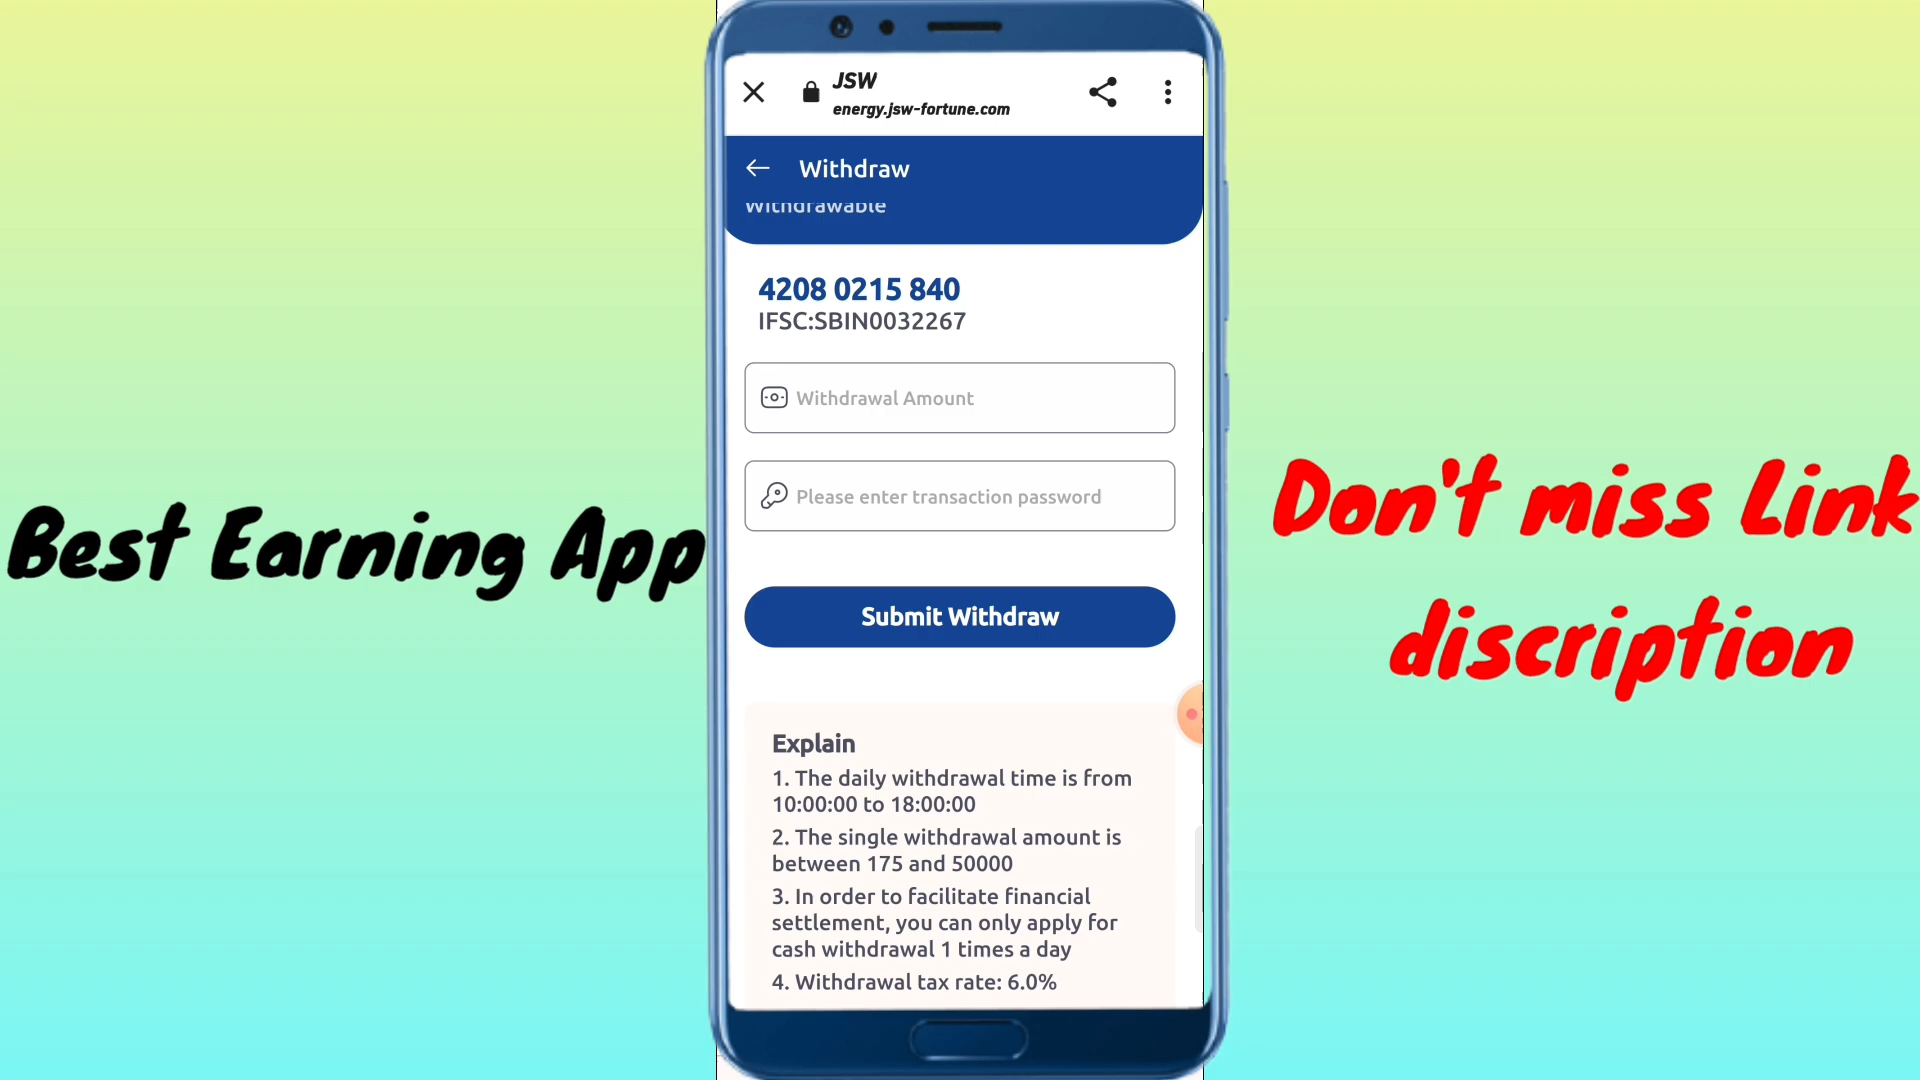 JSW
energy.jsw-fortune.com
Withdraw
Withdrawable
4208 0215 840
IFSC:SBIN0032267
Withdrawal Amount
Please enter transaction password
Submit Withdraw
Explain
1. The daily withdrawal time is from
10:00:00 to 18:00:00
2. The single withdrawal amount is
between 175 and 50000
3. In order to facilitate financial
settlement, you can only apply for
cash withdrawal 1 times a day
4. Withdrawal tax rate: 6.0%
Best Earning App
Don't miss Link
discription